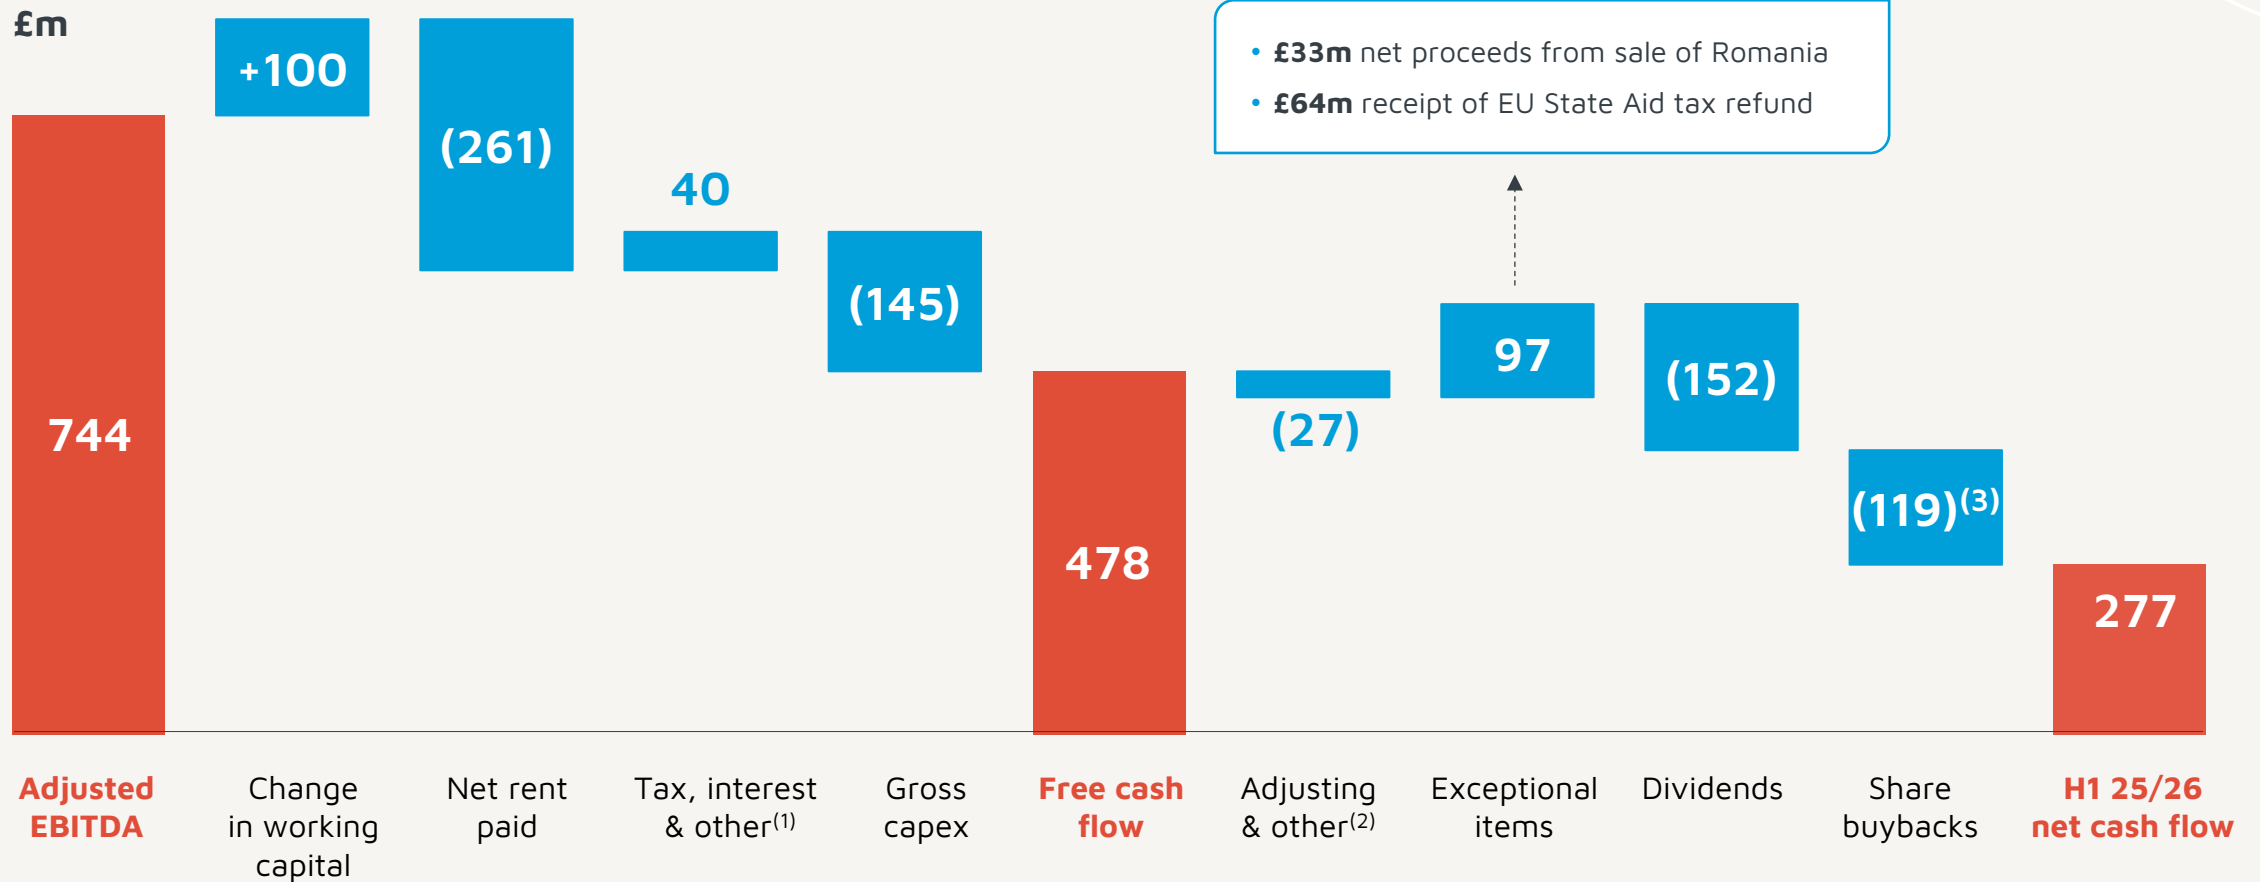 £m
• £33m net proceeds from sale of Romania
• £64m receipt of EU State Aid tax refund
+100
(261)
40
(145)
97
(152)
(27)
744
(119)(3)
478
277
Adjusted
EBITDA
Change
in working
capital
Net rent
paid
Tax, interest
& other(1)
Gross
capex
Free cash
flow
Adjusting
& other(2)
Exceptional
items
Dividends
Share
buybacks
H1 25/26
net cash flow